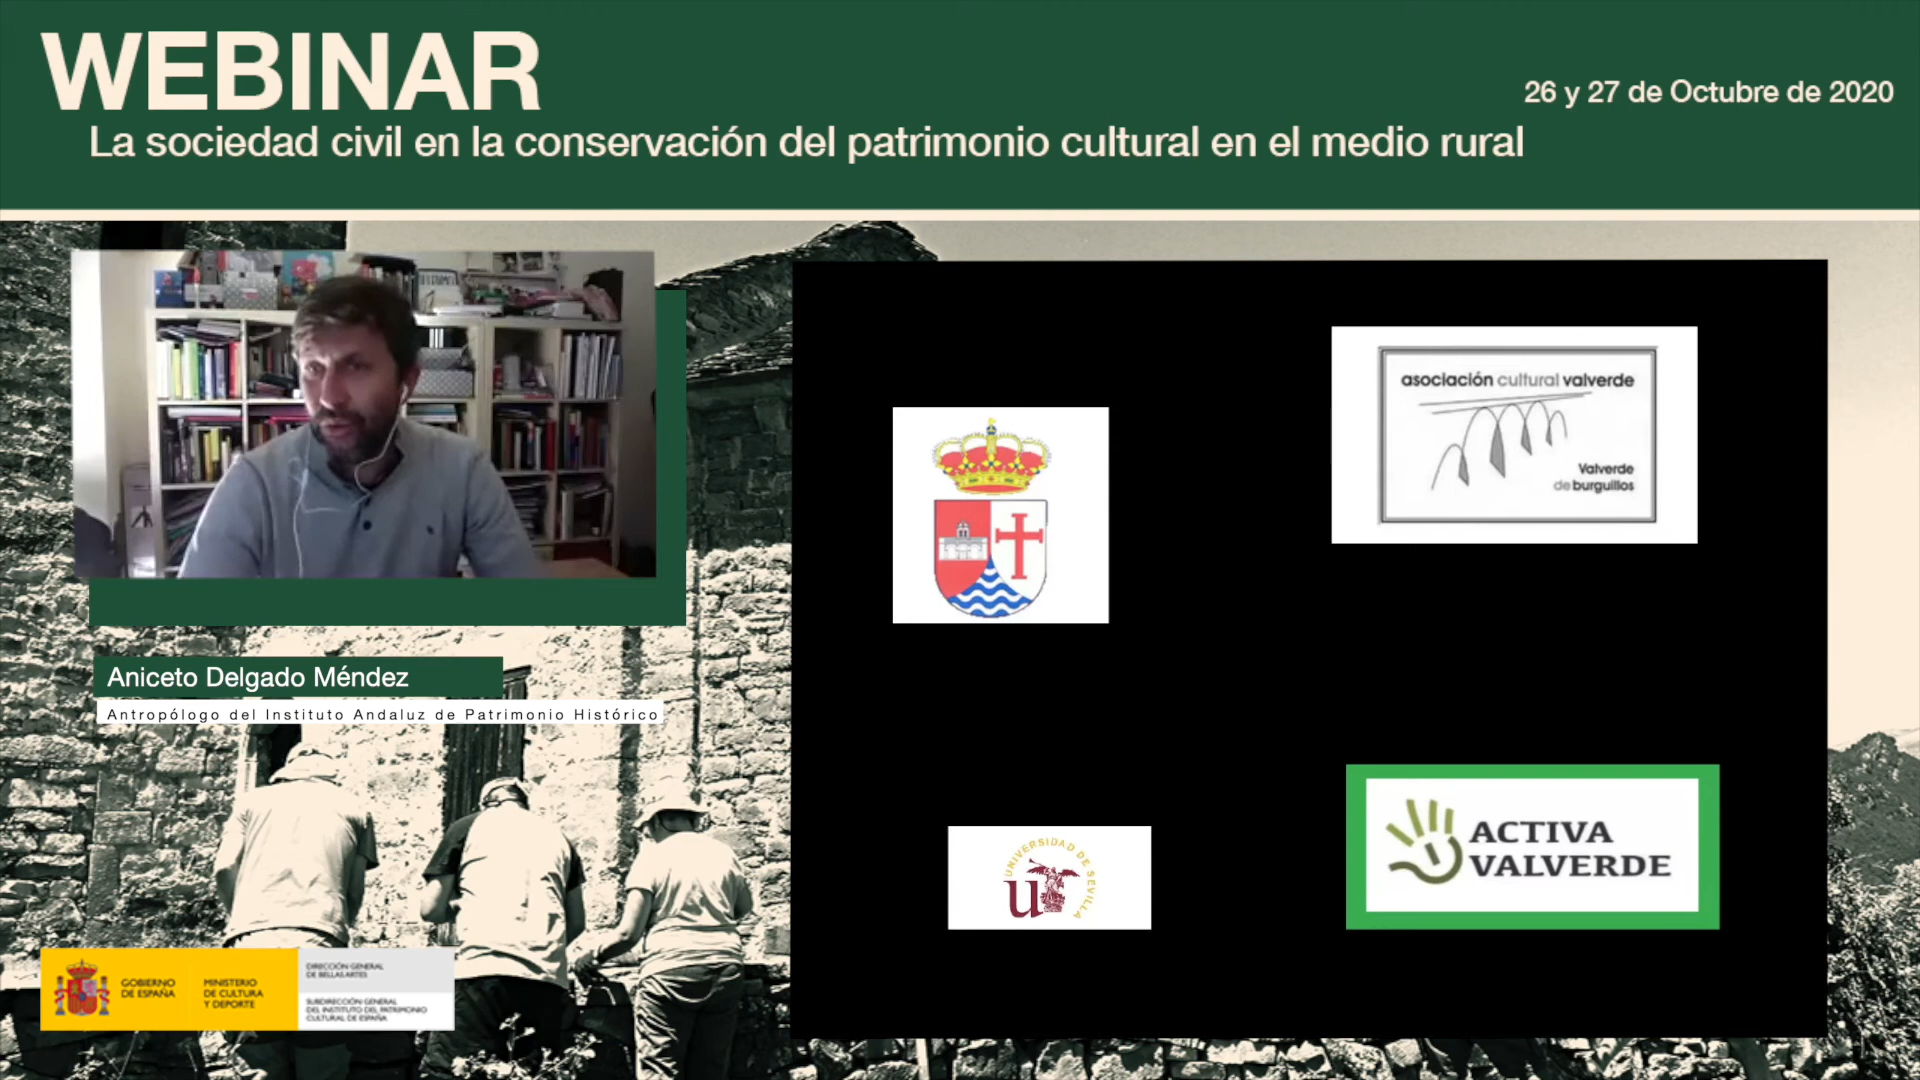 WEBINAR
26 y 27 de Octubre de 2020
La sociedad civil en la conservación del patrimonio cultural en el medio rural
asociación cultural valverde
Valverde
de burguillos
Aniceto Delgado Méndez
Antropólogo del Instituto Andaluz de Patrimonio Histórico
UNIVERSIDAD DE SEVILLA
U
ACTIVA
VALVERDE
GOBIERNO
DE ESPAÑA
MINISTERIO
DE CULTURA
Y DEPORTE
DIRECCIÓN GENERAL
DE BELLAS ARTES
SUBDIRECCIÓN GENERAL
DEL INSTITUTO DEL PATRIMONIO
CULTURAL DE ESPAÑA